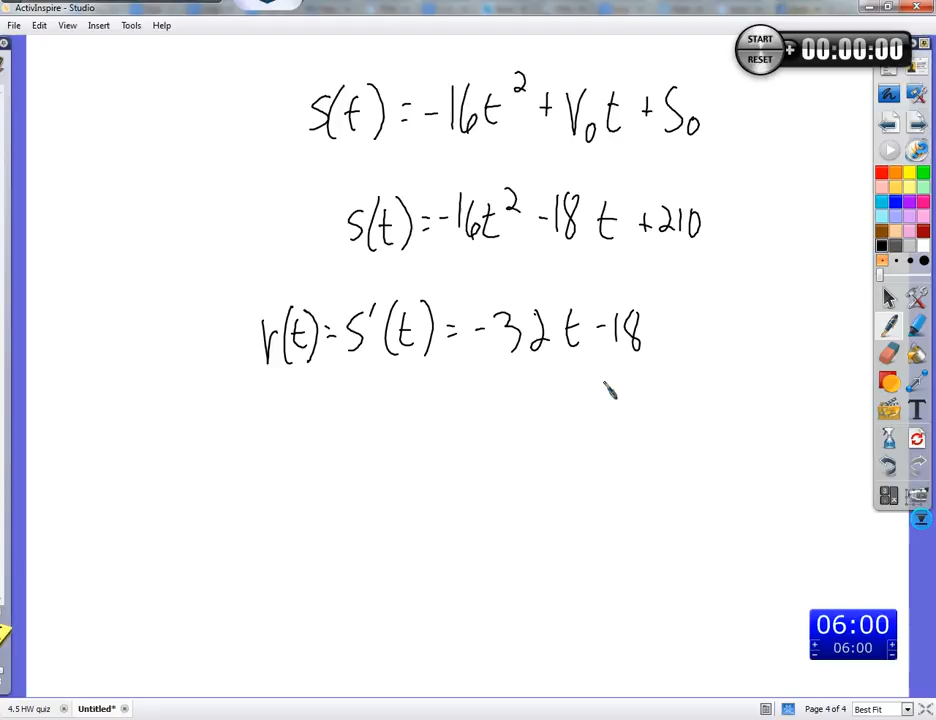 ActivInspire - Studio
File Edit View Insert Tools Help
START
RESET
00:00:00
s(t) = -16t² + V₀t + S₀
s(t) = -16t² - 18t + 210
v(t) = s'(t) = -32t - 18
06:00
06:00
4.5 HW quiz Untitled* Page 4 of 4 Best Fit